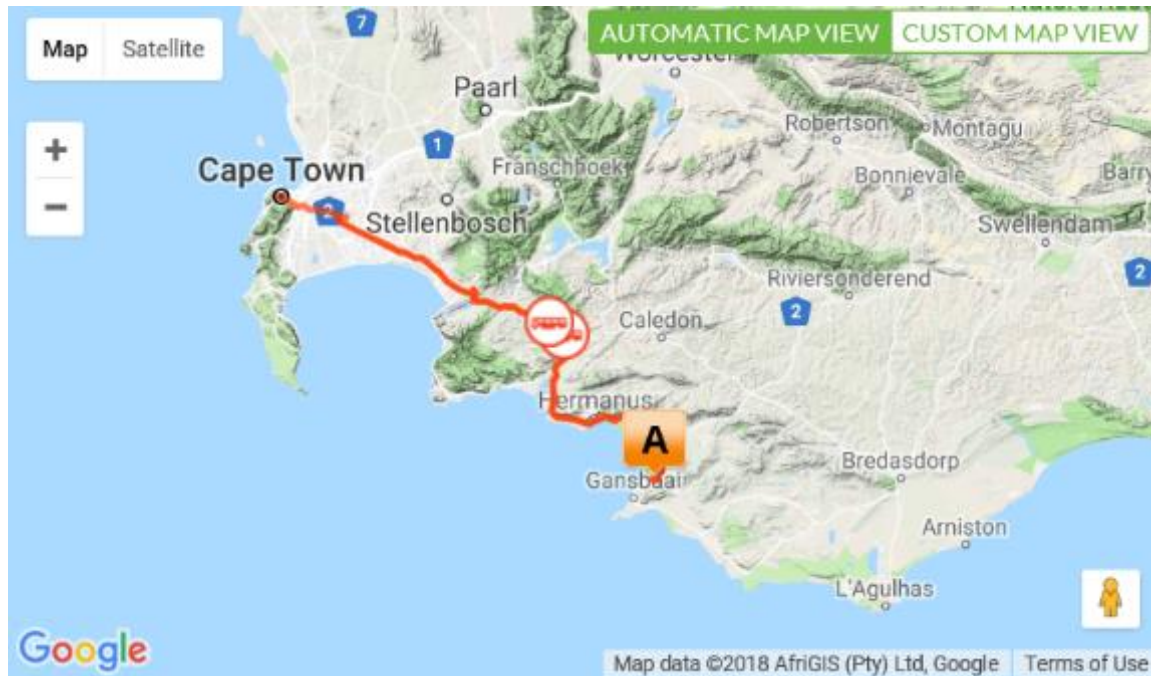 AUTOMATIC MAP VIEW
CUSTOM MAP VIEW
Map
Satellite
7
Worcester
Paarl
+
1
Robertson
Montagu
Franschhoek
Cape Town
Bonnievale
Barry
−
2
Stellenbosch
Swellendam
2
Riviersonderend
2
Caledon
Hermanus
A
Gansbaai
Bredasdorp
Arniston
L'Agulhas
Google
Map data ©2018 AfriGIS (Pty) Ltd, Google
Terms of Use